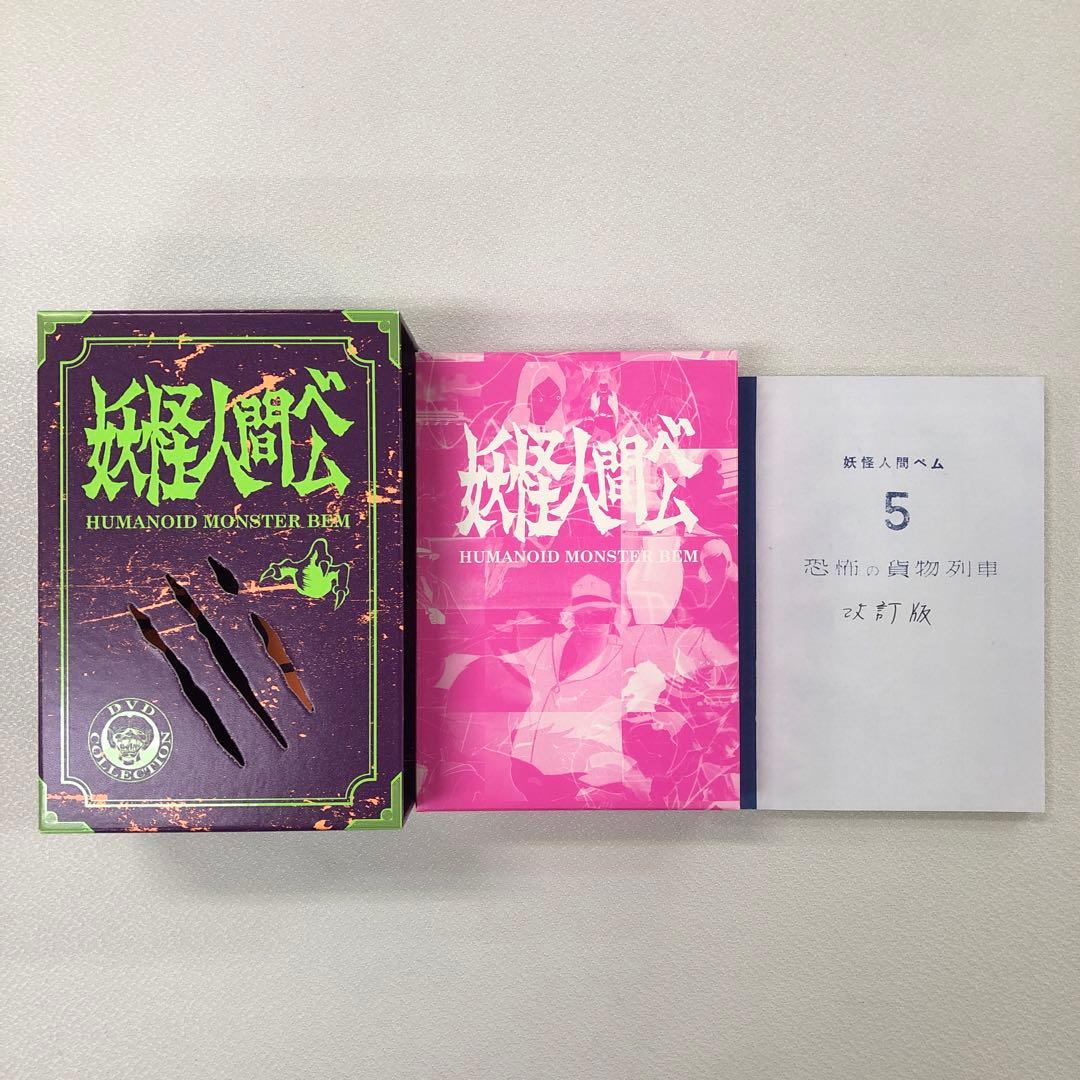 妖怪人間ベム
HUMANOID MONSTER BEM
DVD
COLLECTION
妖怪人間ベム
HUMANOID MONSTER BEM
妖怪人間ベム
5
恐怖の貨物列車
改訂版